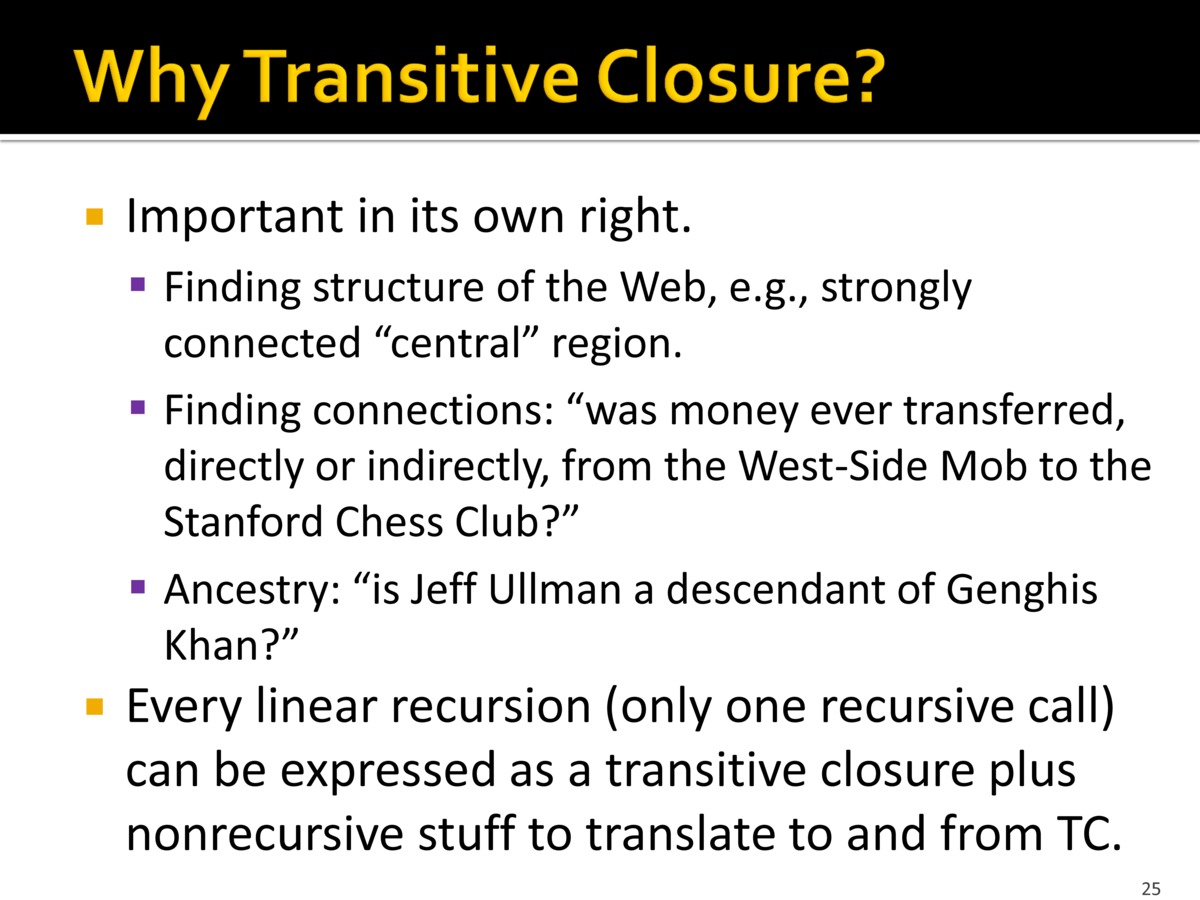 Why Transitive Closure?
Important in its own right.
Finding structure of the Web, e.g., strongly
connected “central” region.
Finding connections: “was money ever transferred,
directly or indirectly, from the West-Side Mob to the
Stanford Chess Club?”
Ancestry: “is Jeff Ullman a descendant of Genghis
Khan?”
Every linear recursion (only one recursive call)
can be expressed as a transitive closure plus
nonrecursive stuff to translate to and from TC.
25